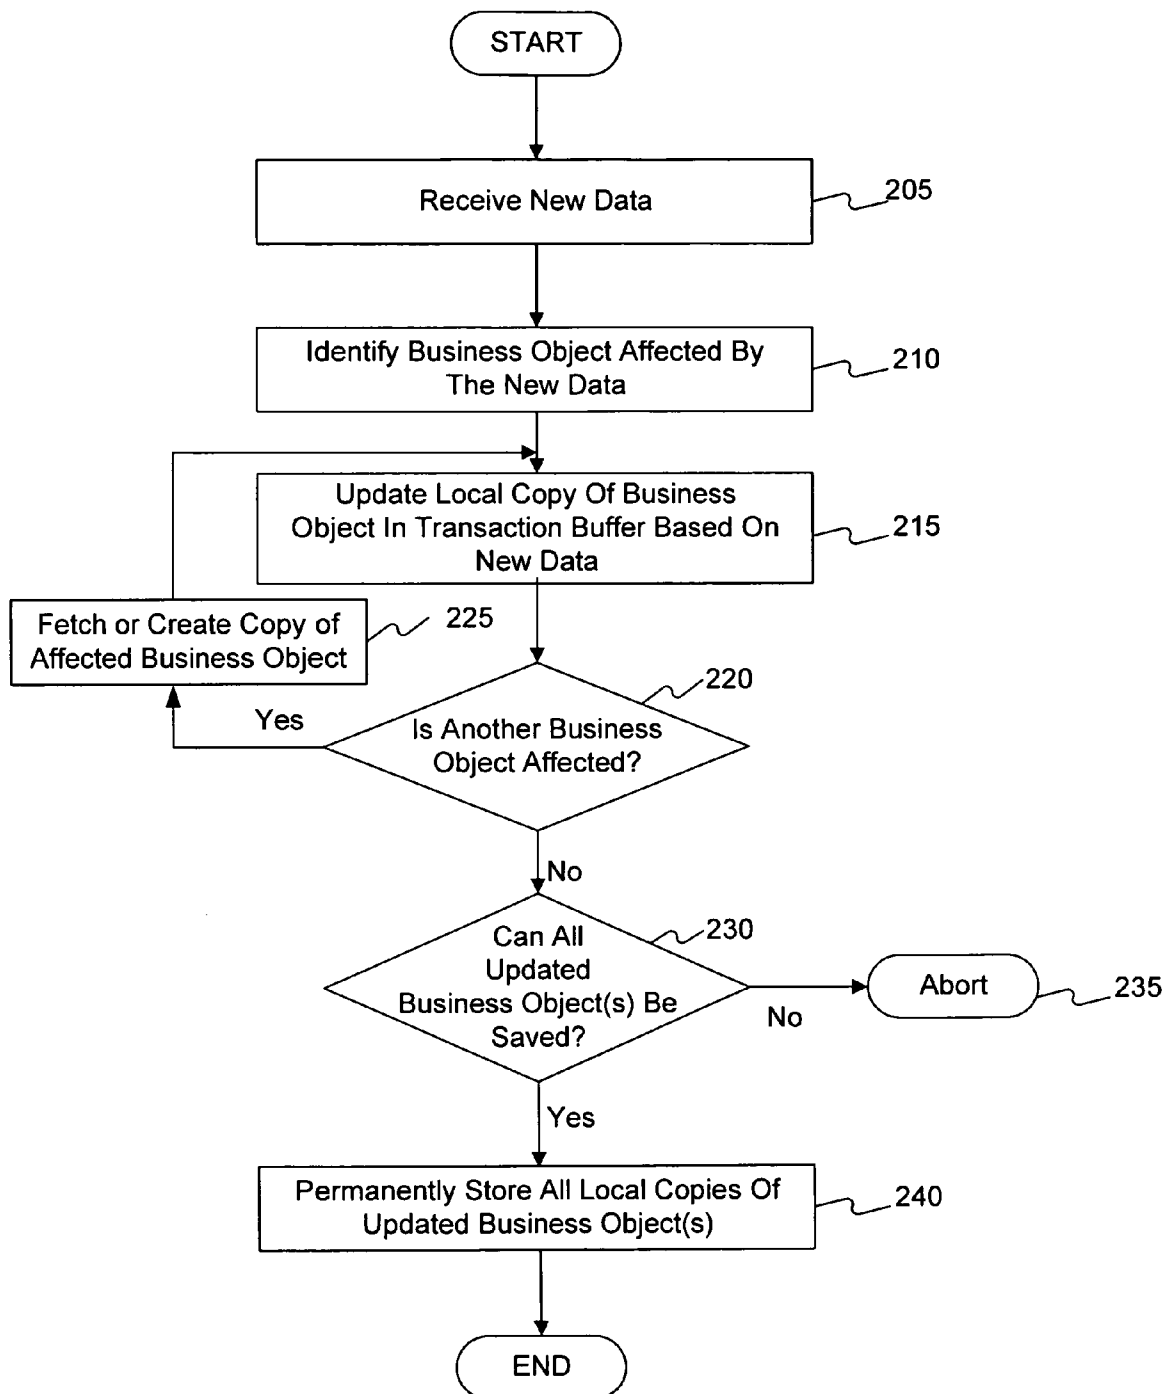 START
Receive New Data
205
Identify Business Object Affected By
The New Data
210
Update Local Copy Of Business
Object In Transaction Buffer Based On
New Data
215
Fetch or Create Copy of
Affected Business Object
225
220
Yes
Is Another Business
Object Affected?
No
230
Can All
Updated
Business Object(s) Be
Saved?
Abort
235
No
Yes
Permanently Store All Local Copies Of
Updated Business Object(s)
240
END